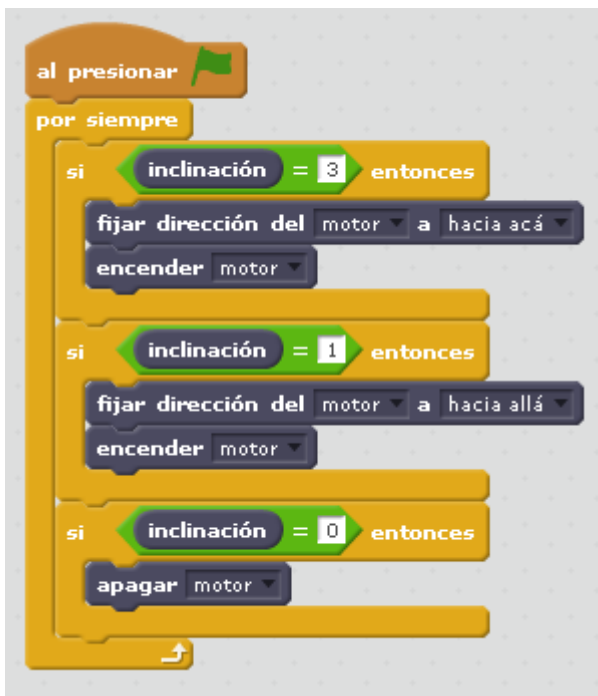 al presionar
por siempre
si inclinación = 3 entonces
fijar dirección del motor a hacia acá
encender motor
si inclinación = 1 entonces
fijar dirección del motor a hacia allá
encender motor
si inclinación = 0 entonces
apagar motor